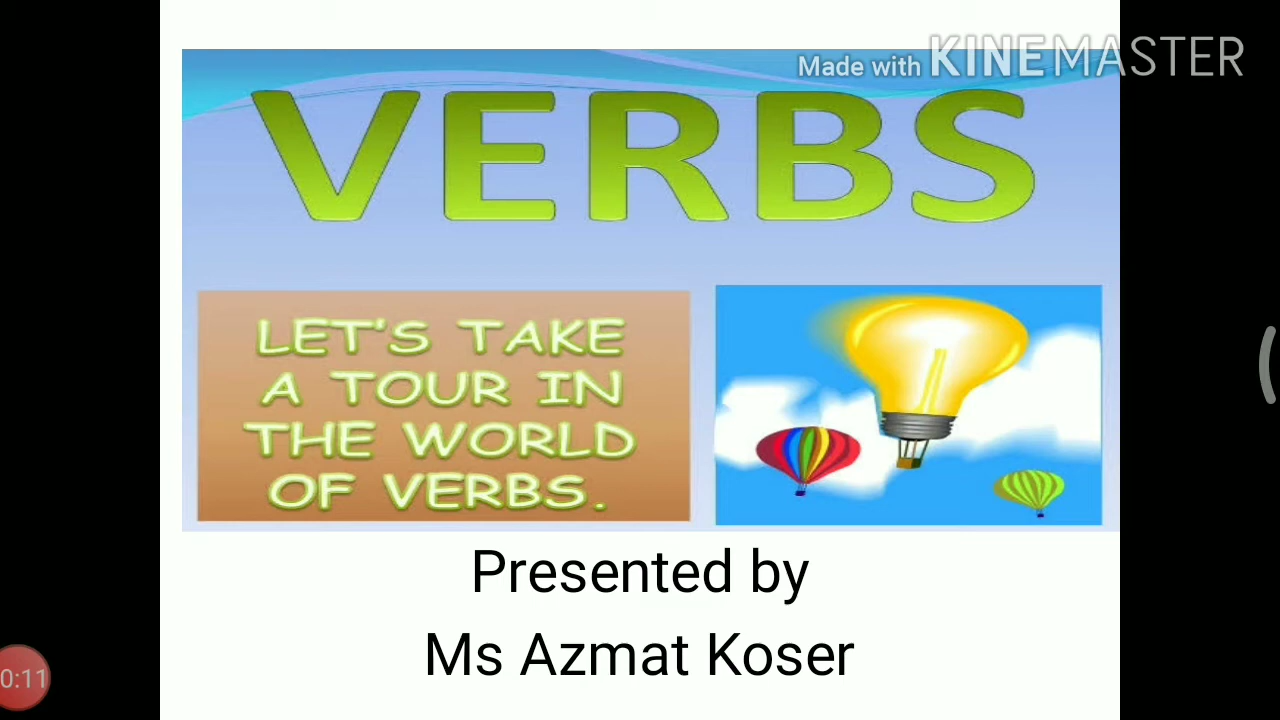 Made with KINEMASTER
VERBS
LET'S TAKE
A TOUR IN
THE WORLD
OF VERBS.
Presented by
Ms Azmat Koser
0:11